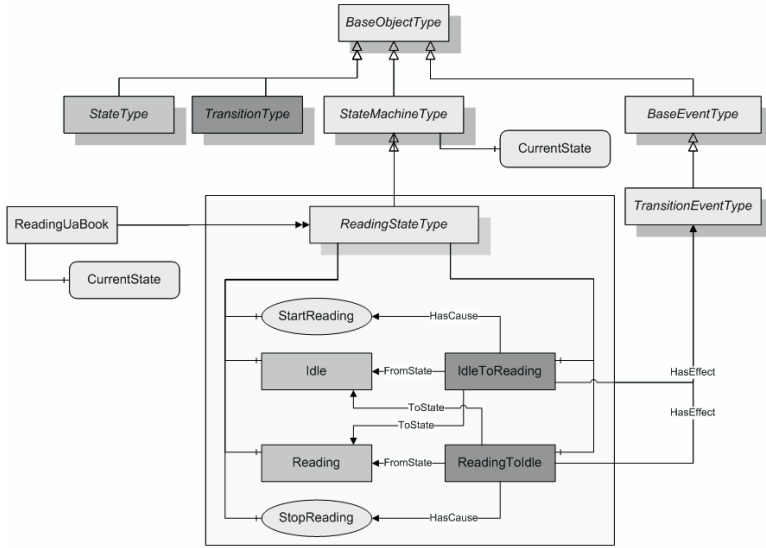 BaseObjectType
StateType
TransitionType
StateMachineType
BaseEventType
CurrentState
ReadingUaBook
ReadingStateType
TransitionEventType
CurrentState
StartReading
HasCause
Idle
FromState
IdleToReading
HasEffect
ToState
HasEffect
ToState
Reading
FromState
ReadingToIdle
StopReading
HasCause